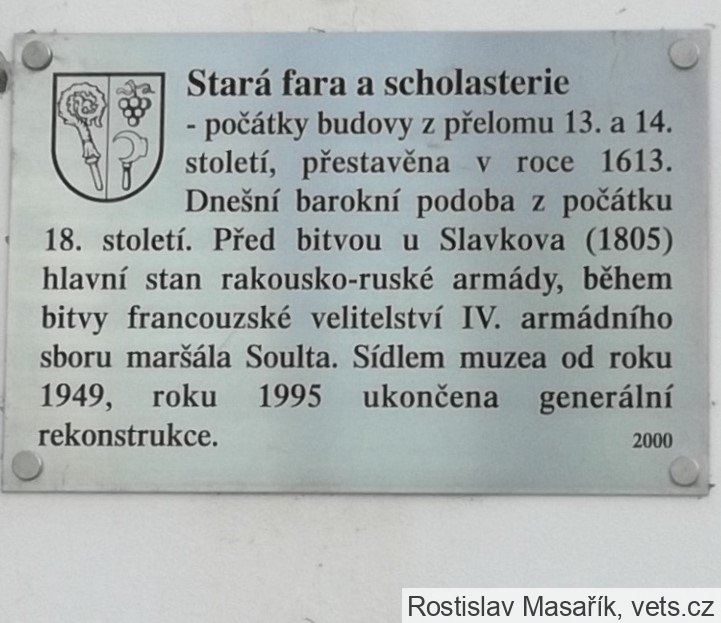 Stará fara a scholasterie
- počátky budovy z přelomu 13. a 14.
století, přestavěna v roce 1613.
Dnešní barokní podoba z počátku
18. století. Před bitvou u Slavkova (1805)
hlavní stan rakousko-ruské armády, během
bitvy francouzské velitelství IV. armádního
sboru maršála Soulta. Sídlem muzea od roku
1949, roku 1995 ukončena generální
rekonstrukce.
2000
Rostislav Masařík, vets.cz